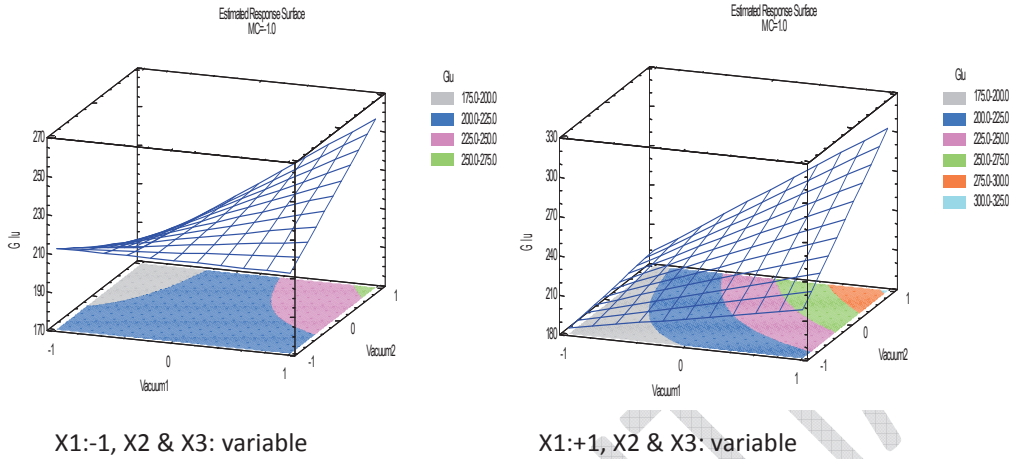 Estimated Response Surface
MC=-1.0
Glu
175.0-200.0
200.0-225.0
225.0-250.0
250.0-275.0
270
250
230
210
190
170
G lu
-1
0
1
Vacuum1
-1
0
1
Vacuum2
X1:-1, X2 & X3: variable
Estimated Response Surface
MC=1.0
Glu
175.0-200.0
200.0-225.0
225.0-250.0
250.0-275.0
275.0-300.0
300.0-325.0
330
300
270
240
210
180
G lu
-1
0
1
Vacuum1
-1
0
1
Vacuum2
X1:+1, X2 & X3: variable